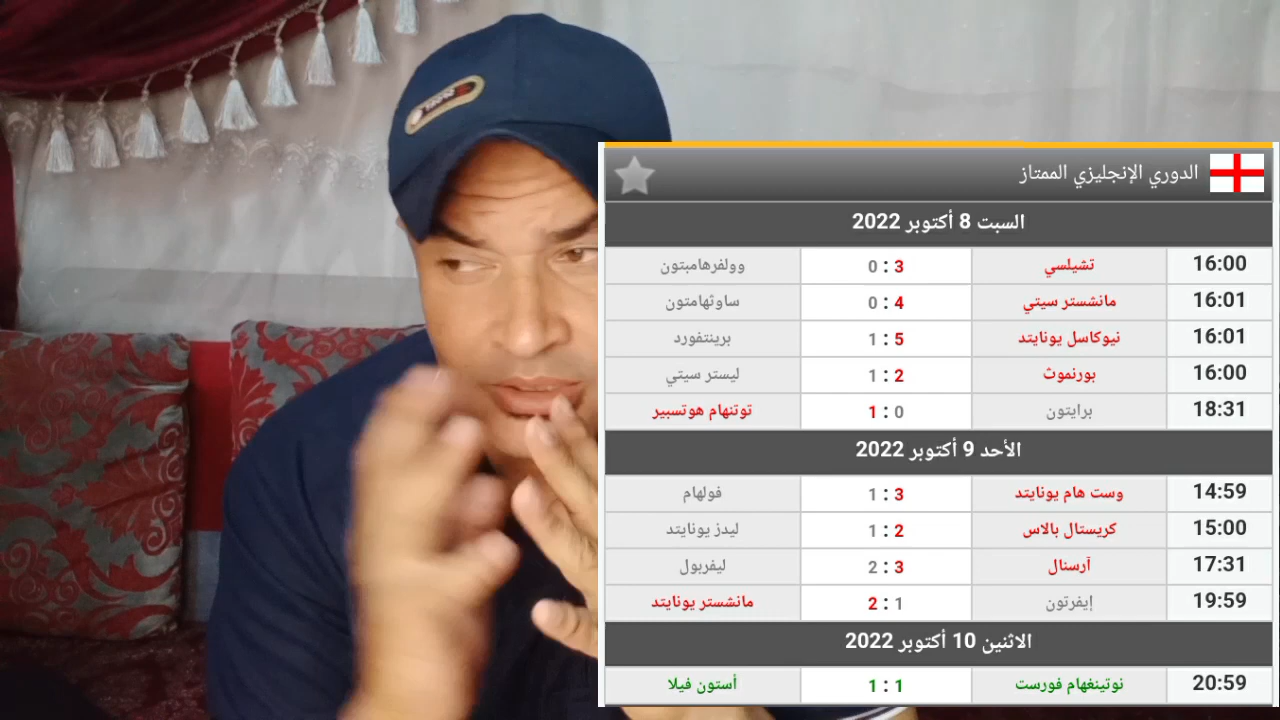 الدوري الإنجليزي الممتاز
السبت 8 أكتوبر 2022
16:00 تشيلسي 3 : 0 وولفرهامبتون
16:01 مانشستر سيتي 4 : 0 ساوثهامتون
16:01 نيوكاسل يونايتد 5 : 1 برينتفورد
16:00 بورنموث 2 : 1 ليستر سيتي
18:31 برايتون 0 : 1 توتنهام هوتسبير
الأحد 9 أكتوبر 2022
14:59 وست هام يونايتد 3 : 1 فولهام
15:00 كريستال بالاس 2 : 1 ليدز يونايتد
17:31 آرسنال 3 : 2 ليفربول
19:59 إيفرتون 1 : 2 مانشستر يونايتد
الاثنين 10 أكتوبر 2022
20:59 نوتينغهام فورست 1 : 1 أستون فيلا